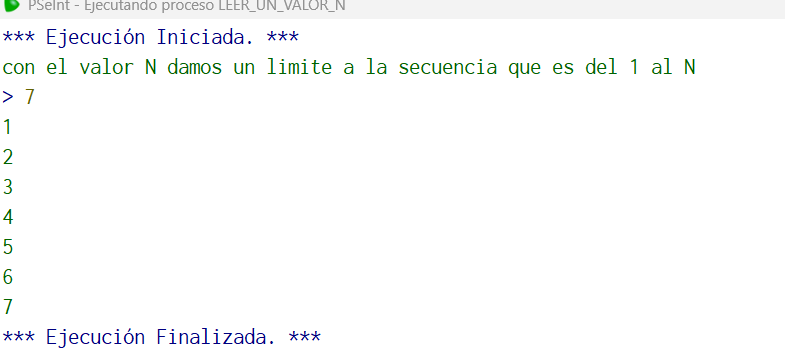 PSeInt - Ejecutando proceso LEER_UN_VALOR_N
*** Ejecución Iniciada. ***
con el valor N damos un limite a la secuencia que es del 1 al N
> 7
1
2
3
4
5
6
7
*** Ejecución Finalizada. ***